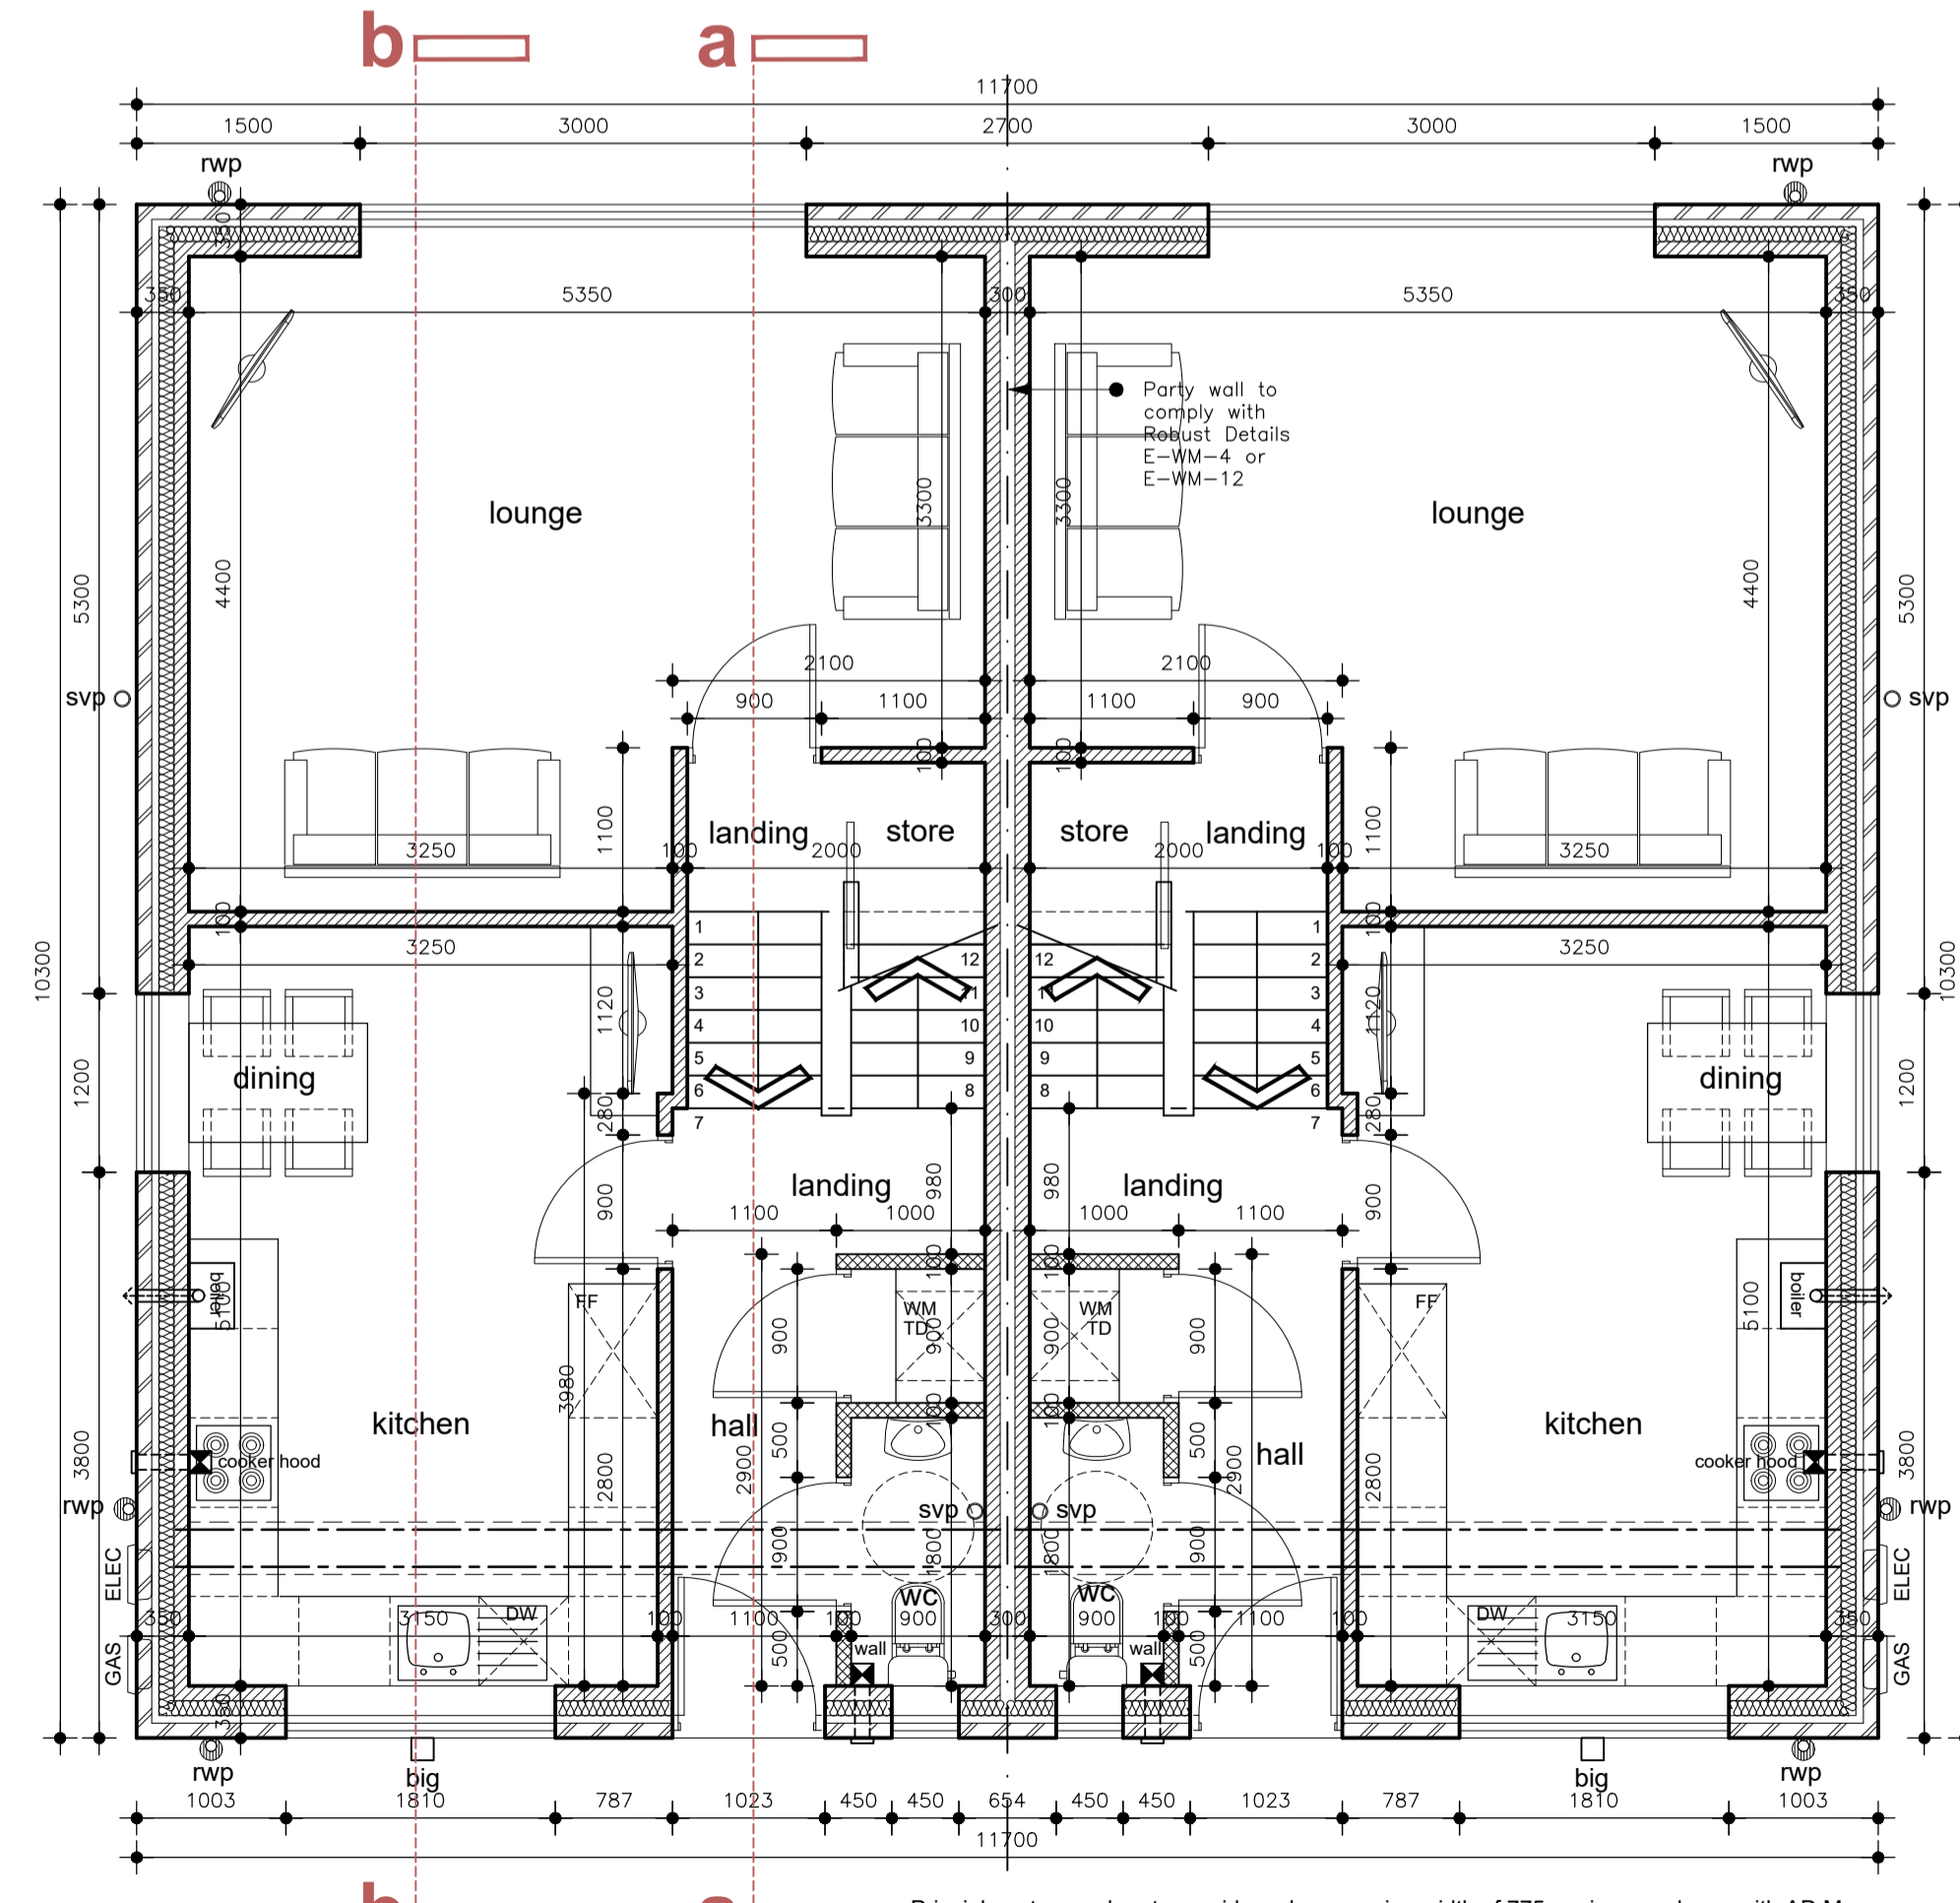 b a
11700
1500 3000 2700 3000 1500
rwp rwp
350
350 5350 300 5350 350
Party wall to
comply with
Robust Details
E-WM-4 or
E-WM-12
3300 3300
lounge lounge
4400 4400
5300 5300
2100 2100
svp svp
900 1100 1100 900
100 100
1100 1100
landing store store landing
3250 100 2000 2000 100 3250
100 100
1 1
3250 3250
2 12 12 2
10300 10300
3 11 11 3
1120 1120
4 10 10 4
5 9 9 5
1200 dining dining 1200
6 8 8 6
280 7 7 280
landing landing
900 980 980 900
1100 1000 1000 1100
100 100
boiler 5100 FF FF 5100 boiler
WM WM
TD TD
900 900 900 900
3980
100 100
kitchen hall kitchen
500 500
hall
3800 cooker hood 2800 2900 2900 2800 cooker hood 3800
rwp svp svp rwp
900 1800 1800 900
ELEC ELEC
wc wc
350 3150 DW 100 1100 100 900 300 900 100 1100 100 DW 3150 350
GAS 500 wall wall 500 GAS
350
rwp big big rwp
1003 1810 787 1023 450 450 654 450 450 1023 787 1810 1003
11700
b a